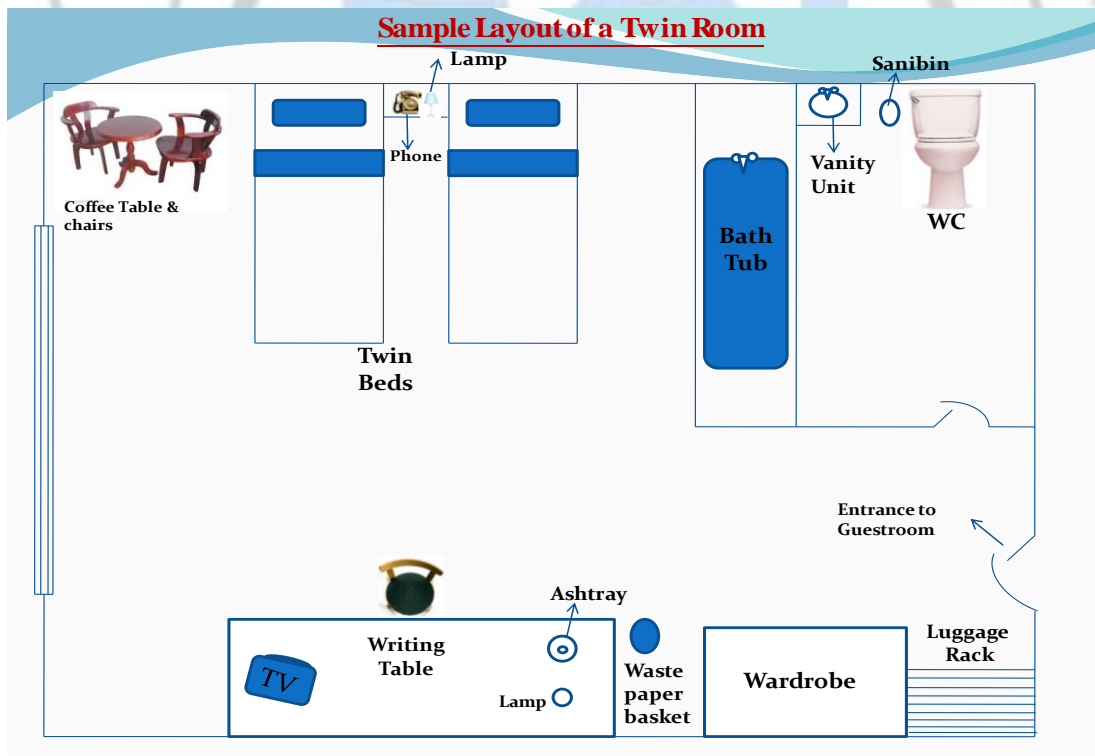 Sample Layout of a Twin Room
Lamp
Sanibin
Phone
Vanity
Unit
Coffee Table &
chairs
WC
Bath
Tub
Twin
Beds
Entrance to
Guestroom
Ashtray
Writing
Table
Luggage
Rack
TV
Waste
paper
basket
Wardrobe
Lamp